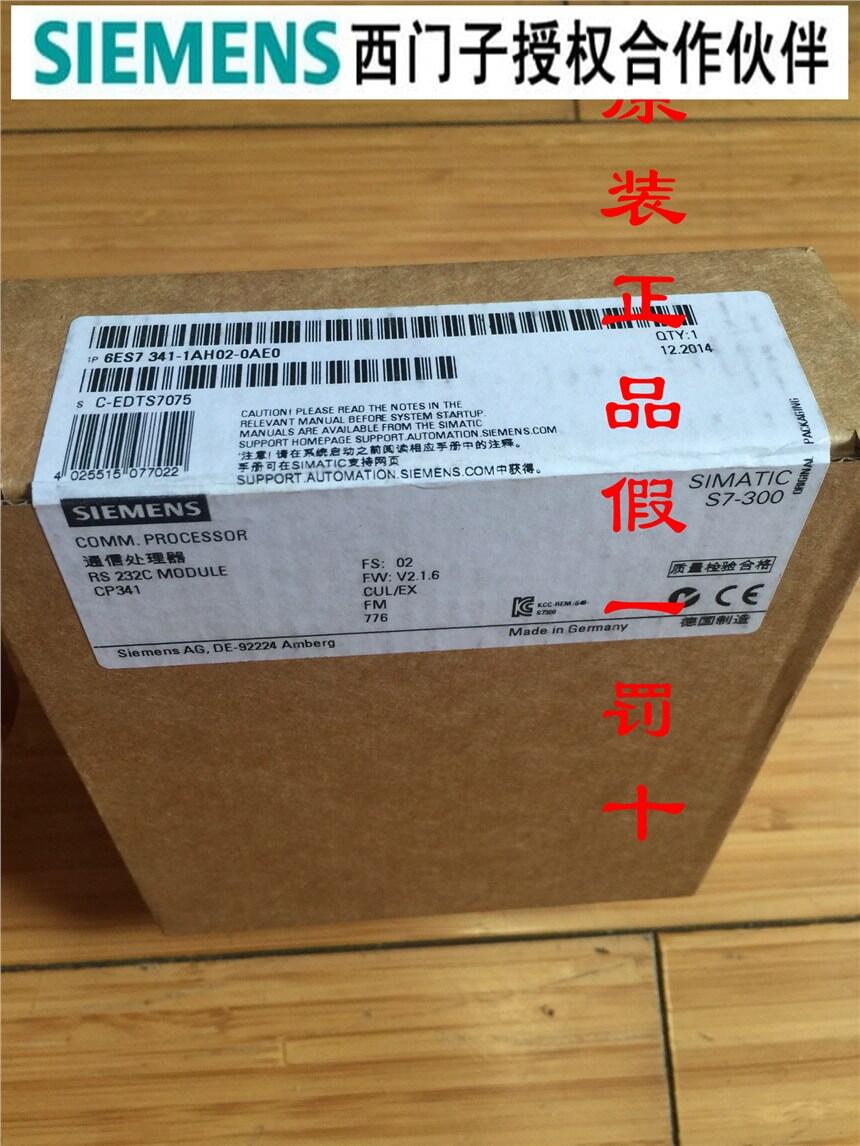 SIEMENS 西门子授权合作伙伴
原装正品假一罚十
1P 6ES7 341-1AH02-0AE0
QTY:1
12.2014
S C-EDTS7075
4 025515 077022
CAUTION! PLEASE READ THE NOTES IN THE
RELEVANT MANUAL BEFORE SYSTEM STARTUP.
MANUALS ARE AVAILABLE FROM THE SIMATIC
SUPPORT HOMEPAGE SUPPORT.AUTOMATION.SIEMENS.COM
注意!请在系统启动之前阅读相应手册中的注释。
手册可在SIMATIC支持网页
SUPPORT.AUTOMATION.SIEMENS.COM中获得。
ORIGINAL PACKAGING
SIEMENS
SIMATIC
S7-300
COMM. PROCESSOR
通信处理器
RS 232C MODULE
CP341
FS: 02
FW: V2.1.6
CUL/EX
FM
776
KCC-REM-S49-
S7300
质量检验合格
CE
Made in Germany
德国制造
Siemens AG, DE-92224 Amberg